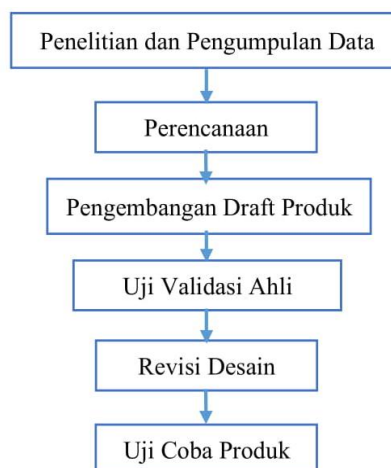 Penelitian dan Pengumpulan Data
Perencanaan
Pengembangan Draft Produk
Uji Validasi Ahli
Revisi Desain
Uji Coba Produk